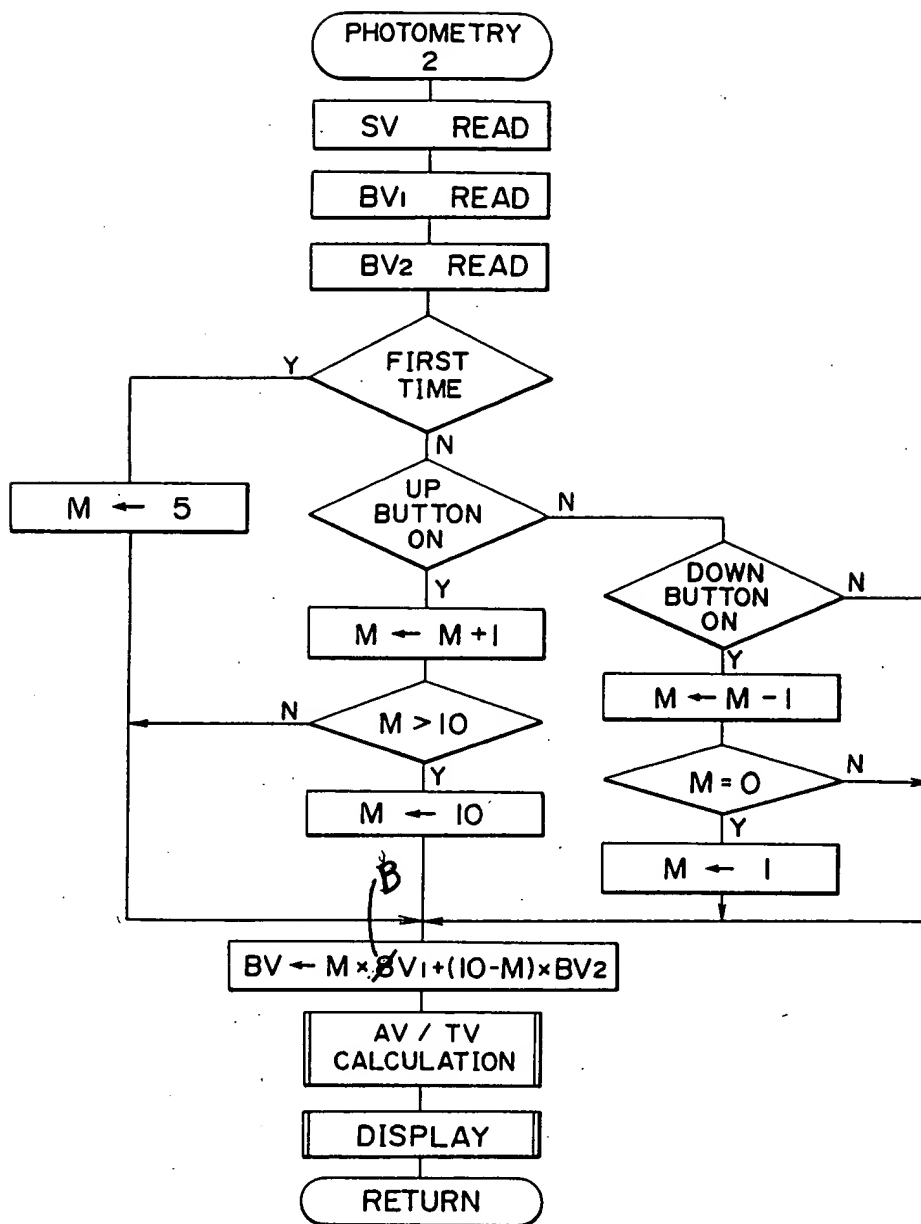 PHOTOMETRY
2
SV READ
BV1 READ
BV2 READ
FIRST
TIME
Y
N
M ← 5
UP
BUTTON
ON
N
Y
DOWN
BUTTON
ON
N
Y
M ← M+1
M ← M-1
M > 10
N
Y
M = 0
N
Y
M ← 10
M ← 1
B
BV ← M × 8V1+(10-M) × BV2
AV / TV
CALCULATION
DISPLAY
RETURN